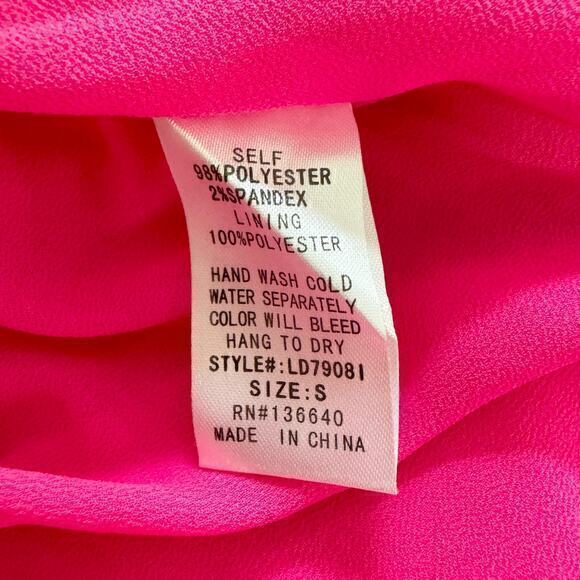 SELF
98%POLYESTER
2%SPANDEX
LINING
100%POLYESTER
HAND WASH COLD
WATER SEPARATELY
COLOR WILL BLEED
HANG TO DRY
STYLE#:LD79081
SIZE:S
RN#136640
MADE IN CHINA